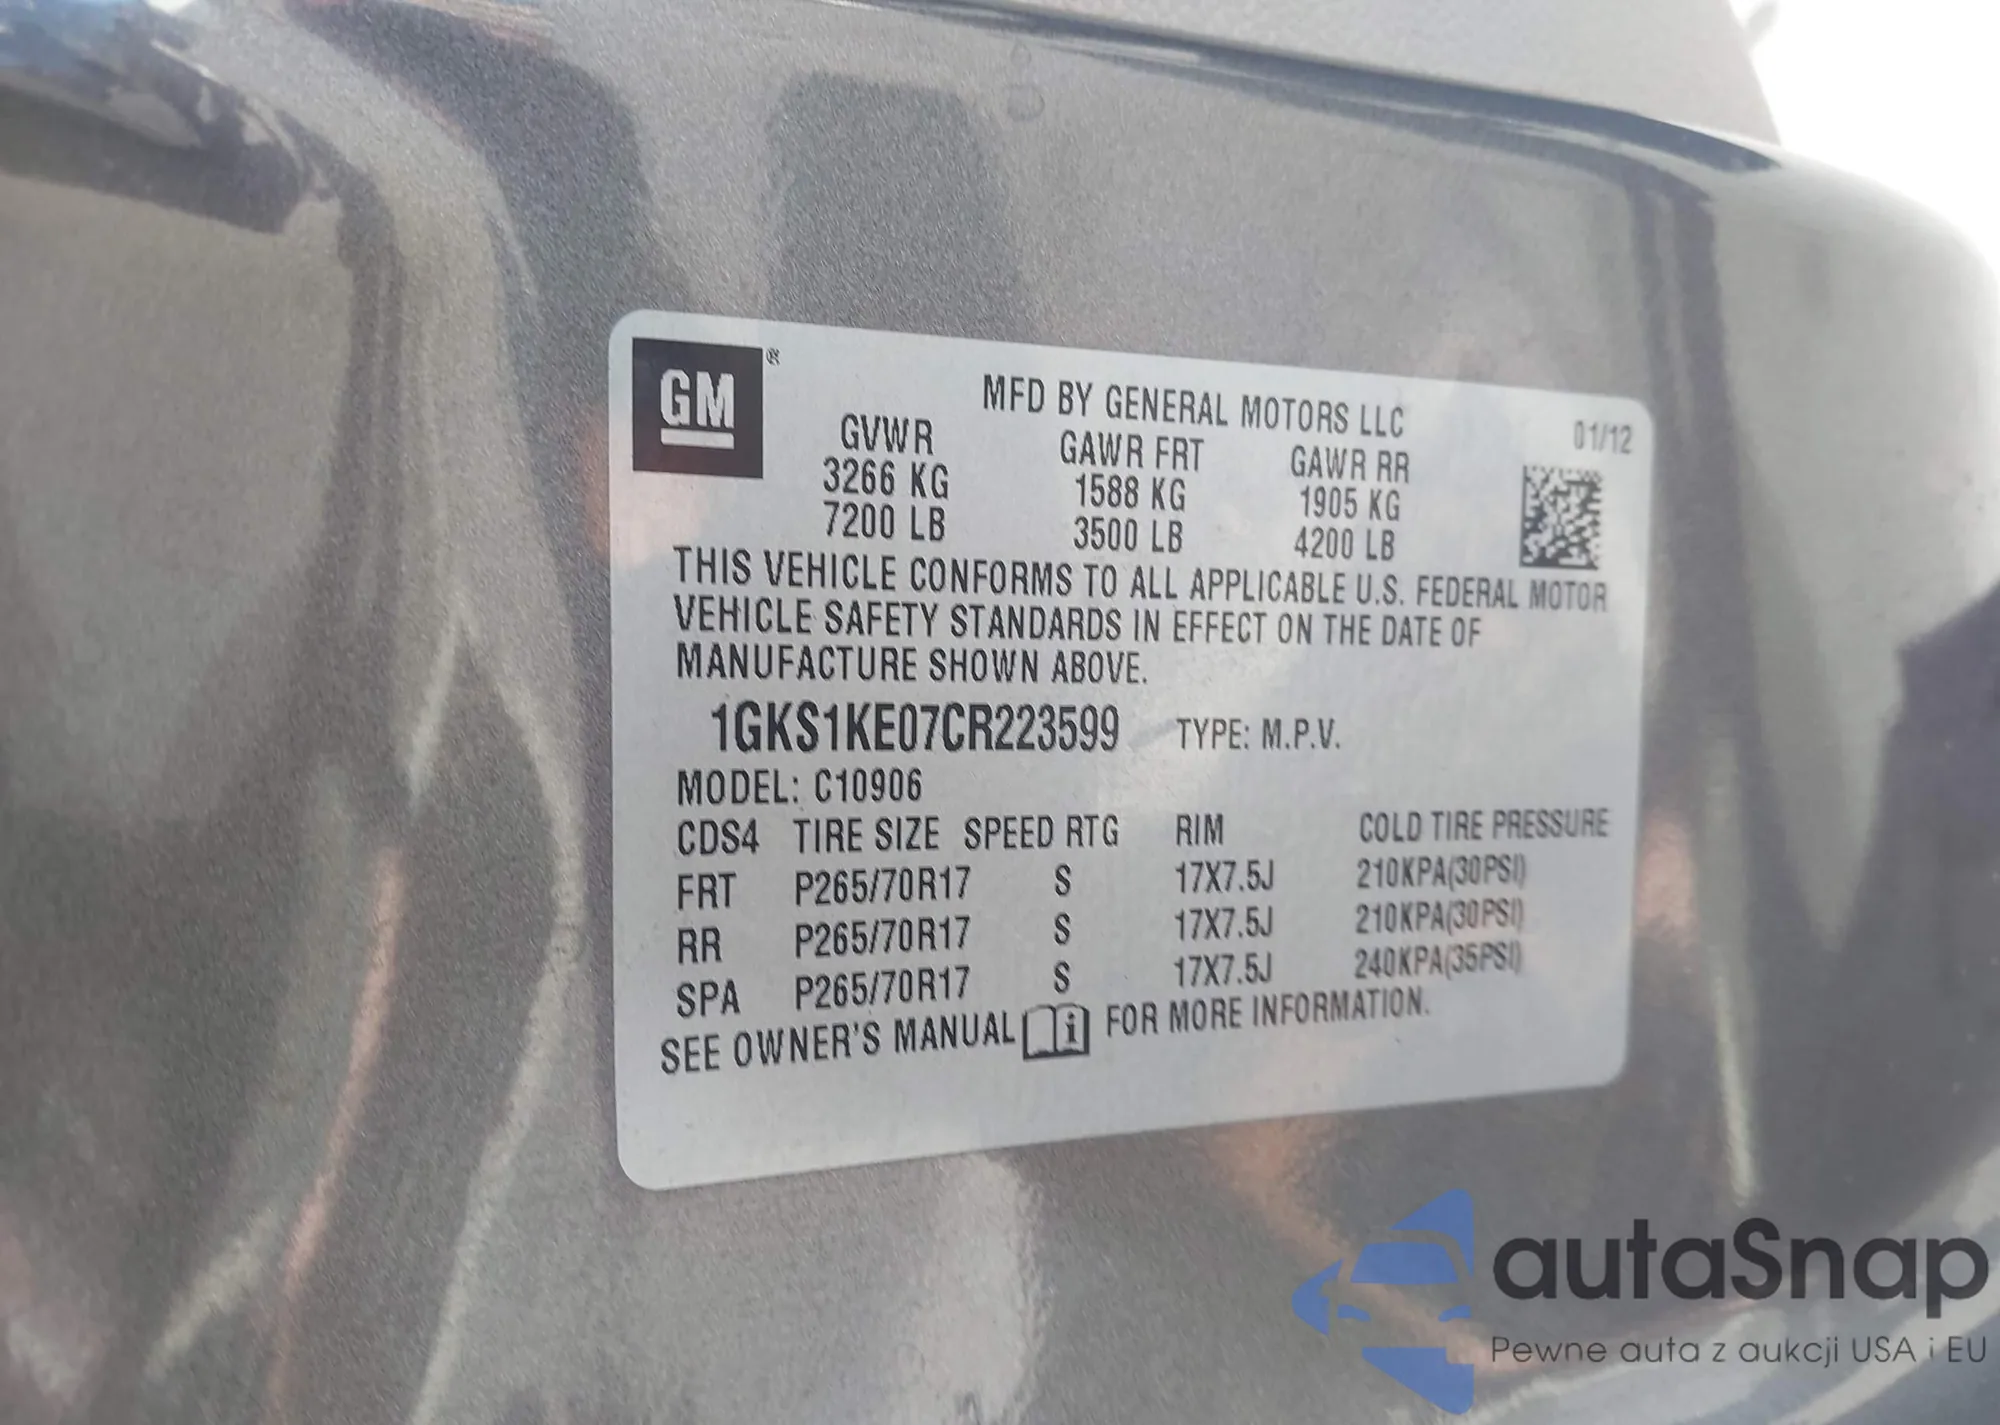 GM®
MFD BY GENERAL MOTORS LLC
01/12
GVWR GAWR FRT GAWR RR
3266 KG 1588 KG 1905 KG
7200 LB 3500 LB 4200 LB
THIS VEHICLE CONFORMS TO ALL APPLICABLE U.S. FEDERAL MOTOR
VEHICLE SAFETY STANDARDS IN EFFECT ON THE DATE OF
MANUFACTURE SHOWN ABOVE.
1GKS1KE07CR223599 TYPE: M.P.V.
MODEL: C10906
CDS4 TIRE SIZE SPEED RTG RIM COLD TIRE PRESSURE
FRT P265/70R17 S 17X7.5J 210KPA(30PSI)
RR P265/70R17 S 17X7.5J 210KPA(30PSI)
SPA P265/70R17 S 17X7.5J 240KPA(35PSI)
SEE OWNER'S MANUAL i FOR MORE INFORMATION.
autaSnap
Pewne auta z aukcji USA i EU